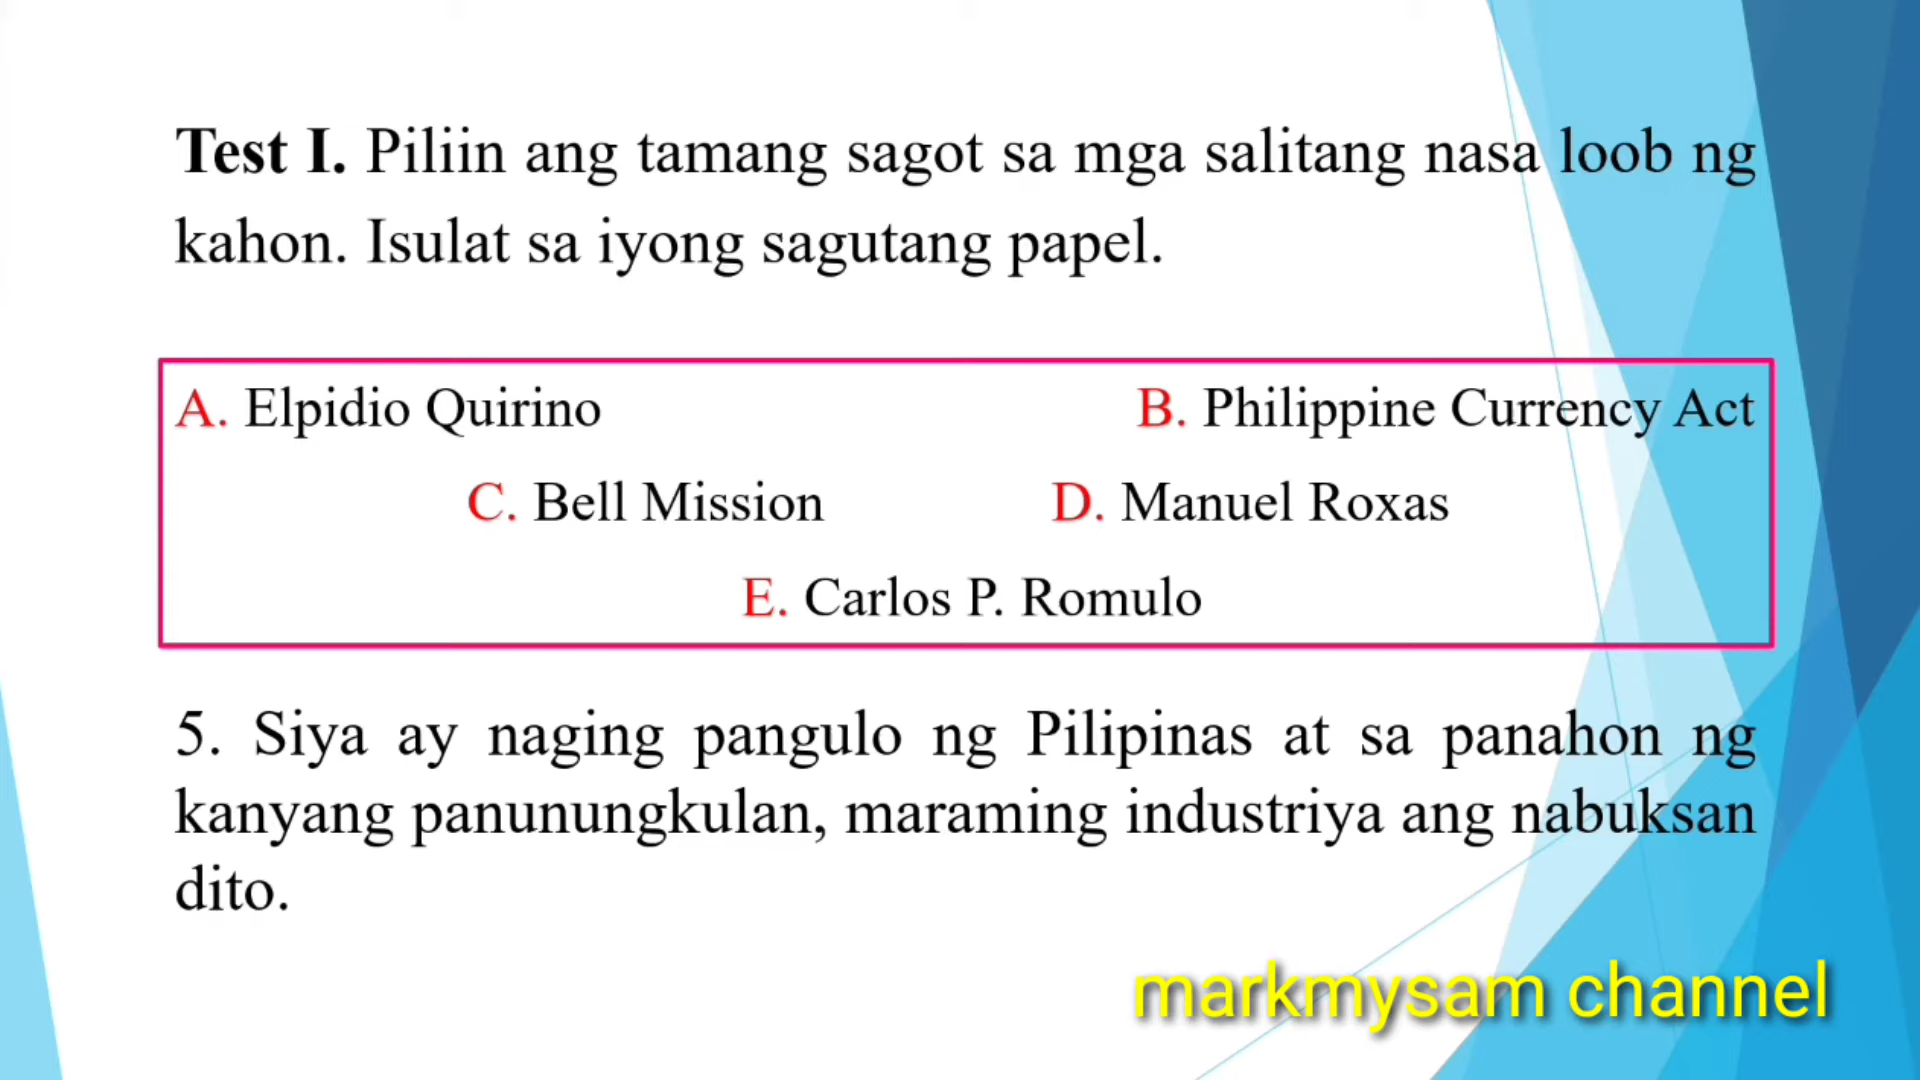 Test I. Piliin ang tamang sagot sa mga salitang nasa loob ng
kahon. Isulat sa iyong sagutang papel.
A. Elpidio Quirino B. Philippine Currency Act
C. Bell Mission D. Manuel Roxas
E. Carlos P. Romulo
5. Siya ay naging pangulo ng Pilipinas at sa panahon ng
kanyang panunungkulan, maraming industriya ang nabuksan
dito.
markmysam channel